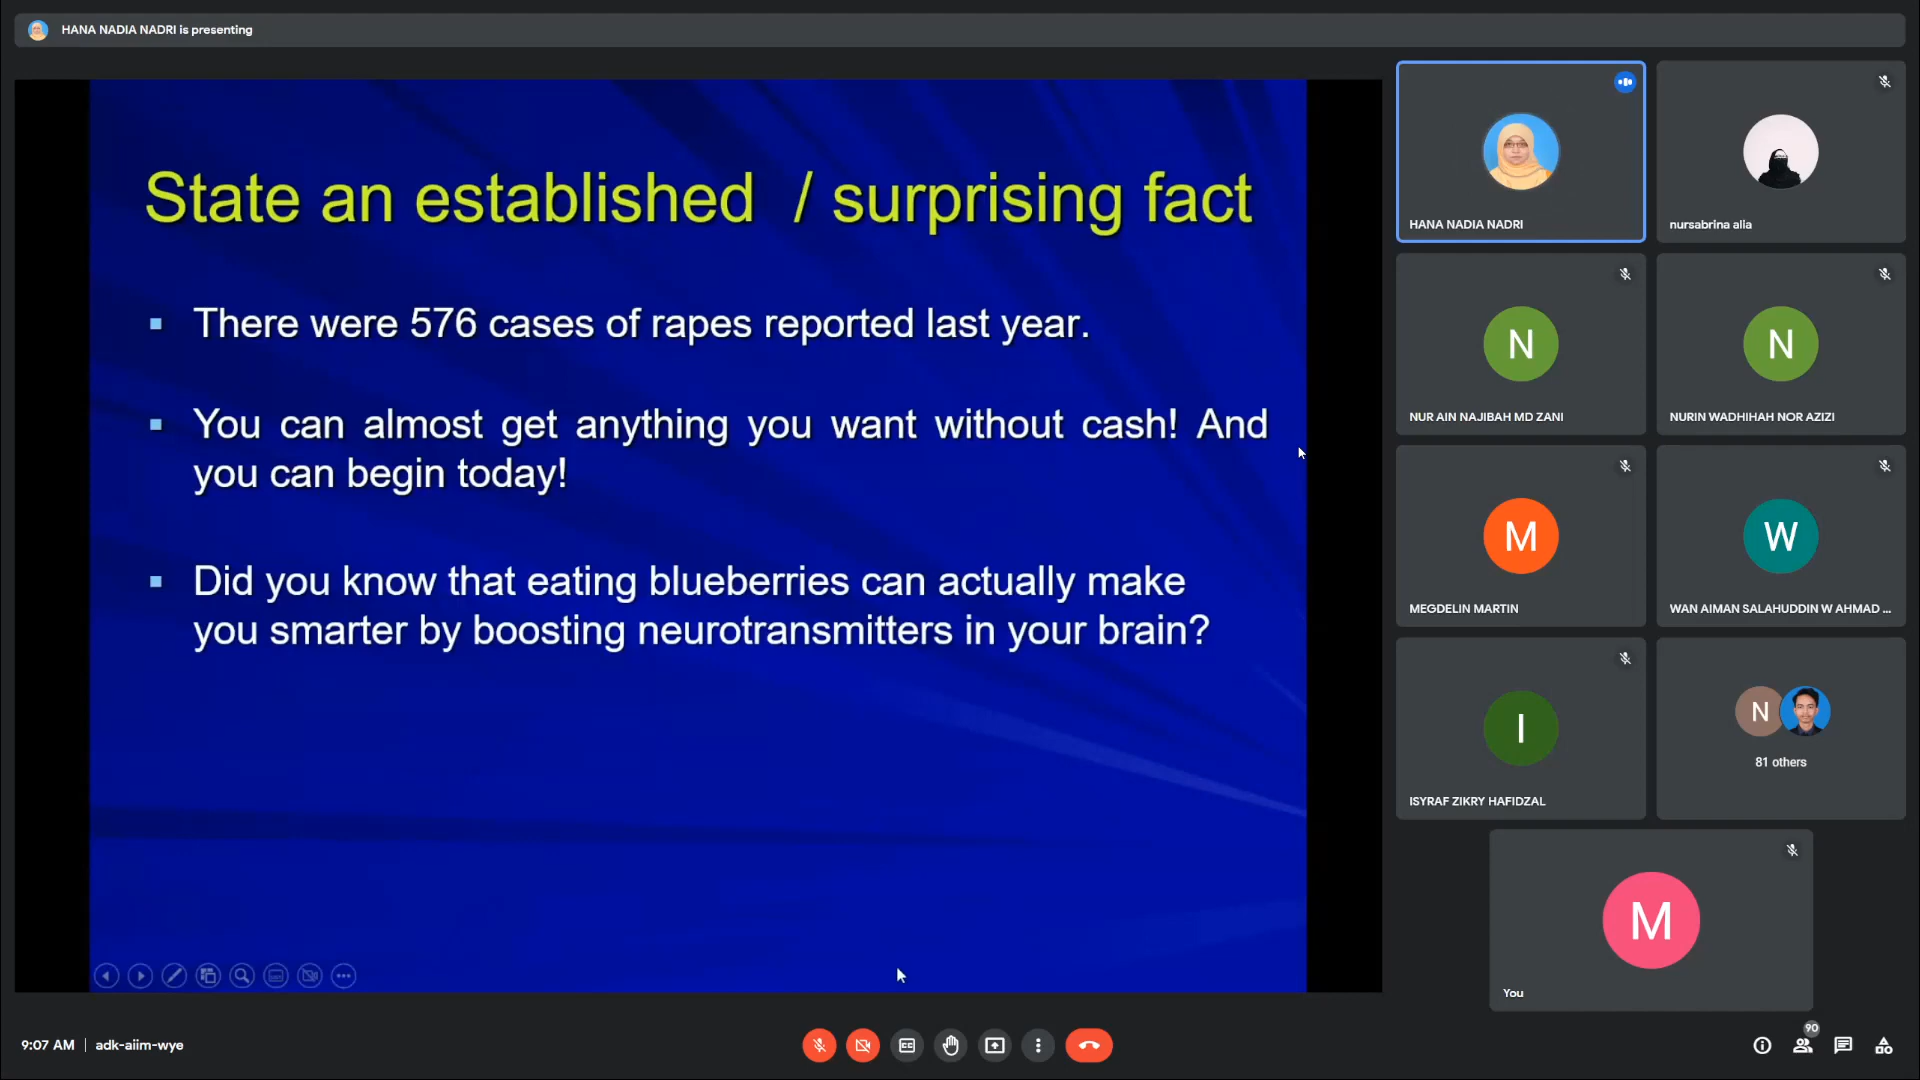 HANA NADIA NADRI is presenting
State an established / surprising fact
There were 576 cases of rapes reported last year.
You can almost get anything you want without cash! And
you can begin today!
Did you know that eating blueberries can actually make
you smarter by boosting neurotransmitters in your brain?
HANA NADIA NADRI
nursabrina alia
N
NUR AIN NAJIBAH MD ZANI
N
NURIN WADHIHAH NOR AZIZI
M
MEGDELIN MARTIN
W
WAN AIMAN SALAHUDDIN W AHMAD ...
I
ISYRAF ZIKRY HAFIDZAL
N
81 others
M
You
9:07 AM | adk-aiim-wye
90